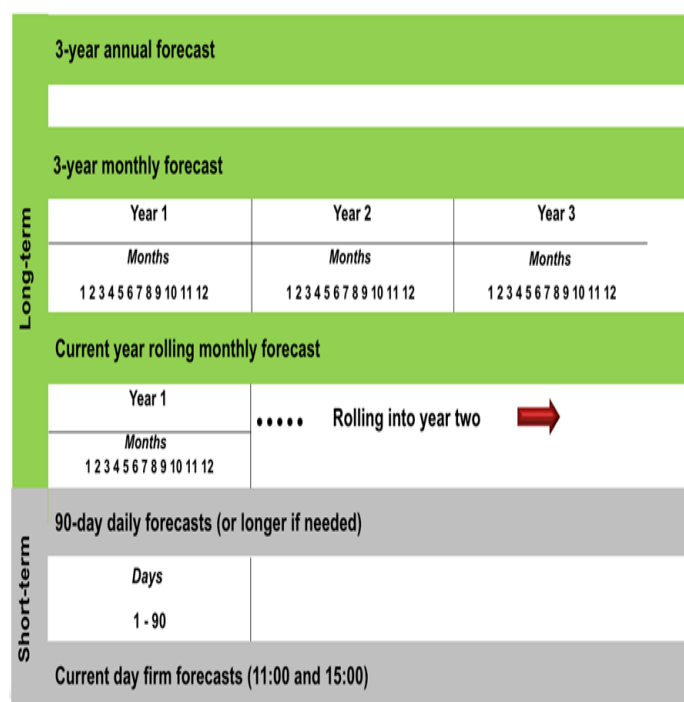 Long-term
3-year annual forecast
3-year monthly forecast
Year 1 Year 2 Year 3
Months Months Months
1 2 3 4 5 6 7 8 9 10 11 12 1 2 3 4 5 6 7 8 9 10 11 12 1 2 3 4 5 6 7 8 9 10 11 12
Current year rolling monthly forecast
Year 1
..... Rolling into year two
Months
1 2 3 4 5 6 7 8 9 10 11 12
Short-term
90-day daily forecasts (or longer if needed)
Days
1 - 90
Current day firm forecasts (11:00 and 15:00)